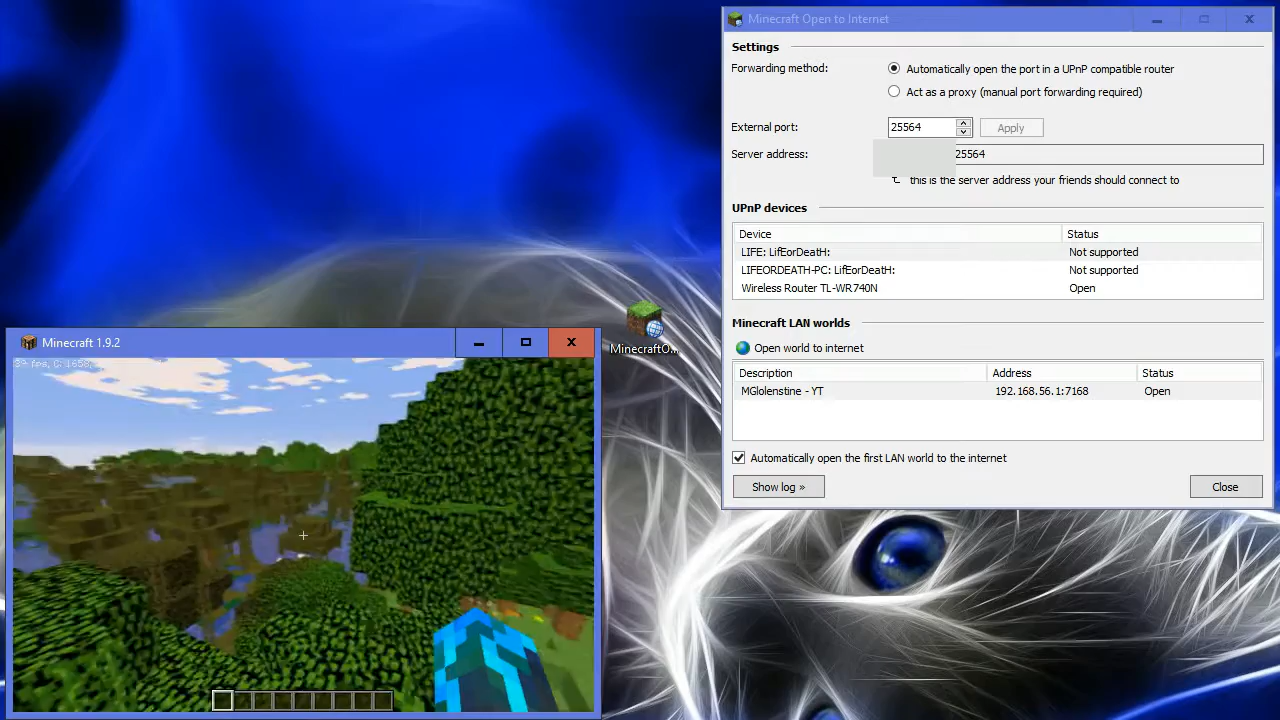 Minecraft Open to Internet
Settings
Forwarding method:
Automatically open the port in a UPnP compatible router
Act as a proxy (manual port forwarding required)
External port:
25564
Apply
Server address:
25564
this is the server address your friends should connect to
UPnP devices
Device Status
LIFE: LifEorDeatH: Not supported
LIFEORDEATH-PC: LifEorDeatH: Not supported
Wireless Router TL-WR740N Open
Minecraft LAN worlds
Open world to internet
Description Address Status
MGlolenstine - YT 192.168.56.1:7168 Open
Automatically open the first LAN world to the internet
Show log »
Close
MinecraftO...
Minecraft 1.9.2